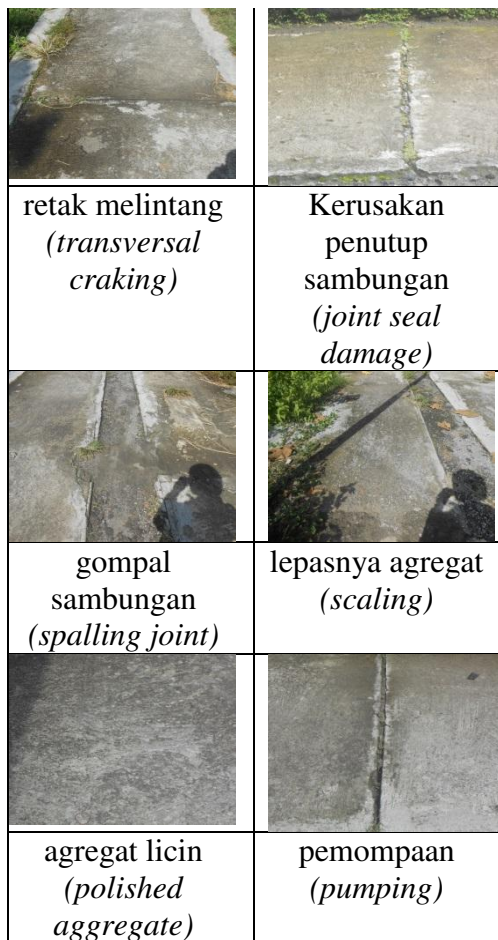 retak melintang
(transversal
craking)
Kerusakan
penutup
sambungan
(joint seal
damage)
gompal
sambungan
(spalling joint)
lepasnya agregat
(scaling)
agregat licin
(polished
aggregate)
pemompaan
(pumping)